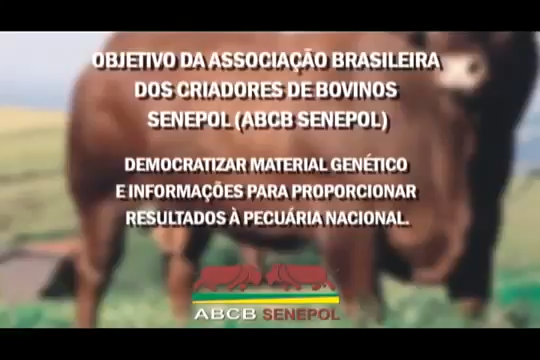 OBJETIVO DA ASSOCIAÇÃO BRASILEIRA
DOS CRIADORES DE BOVINOS
SENEPOL (ABCB SENEPOL)
DEMOCRATIZAR MATERIAL GENÉTICO
E INFORMAÇÕES PARA PROPORCIONAR
RESULTADOS À PECUÁRIA NACIONAL.
ABCB SENEPOL